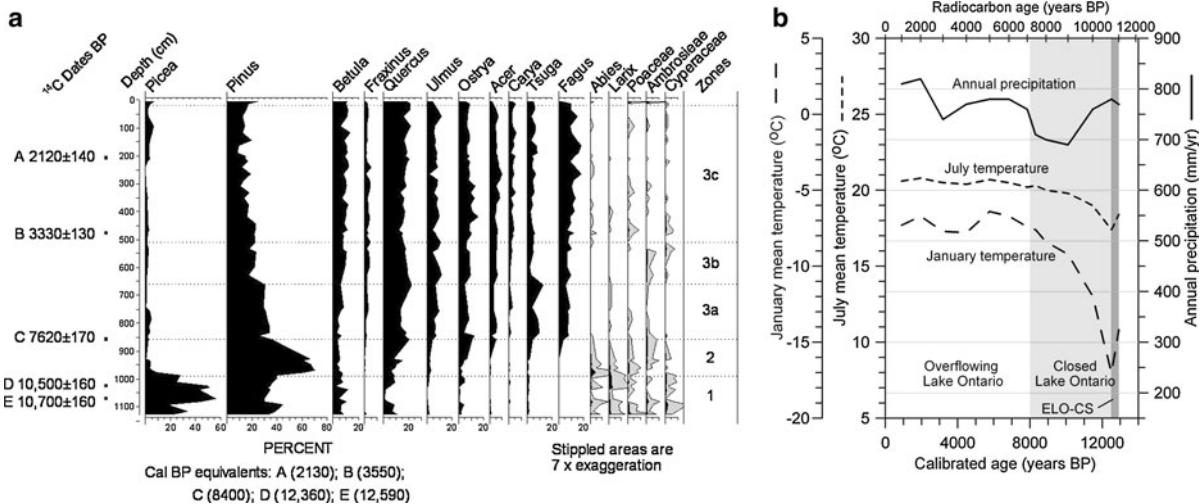 a
¹⁴C Dates BP
Depth (cm)
Picea
Pinus
Betula
Fraxinus
Quercus
Ulmus
Ostrya
Acer
Carya
Tsuga
Fagus
Abies
Larix
Poaceae
Ambrosieae
Cyperaceae
Zones
0
100
200
300
400
500
600
700
800
900
1000
1100
A 2120±140
B 3330±130
C 7620±170
D 10,500±160
E 10,700±160
3c
3b
3a
2
1
20 60 20 40 60 80 20 20 20 20 20 20
PERCENT
Stippled areas are
7 x exaggeration
Cal BP equivalents: A (2130); B (3550);
C (8400); D (12,360); E (12,590)
b
Radiocarbon age (years BP)
0 2000 4000 6000 8000 10000 12000
January mean temperature (°C)
5
0
-5
-10
-15
-20
July mean temperature (°C)
30
25
20
15
10
5
Annual precipitation
July temperature
January temperature
Overflowing
Lake Ontario
Closed
Lake Ontario
ELO-CS
900
800
700
600
500
400
300
200
Annual precipitation (mm/yr)
0 4000 8000 12000
Calibrated age (years BP)